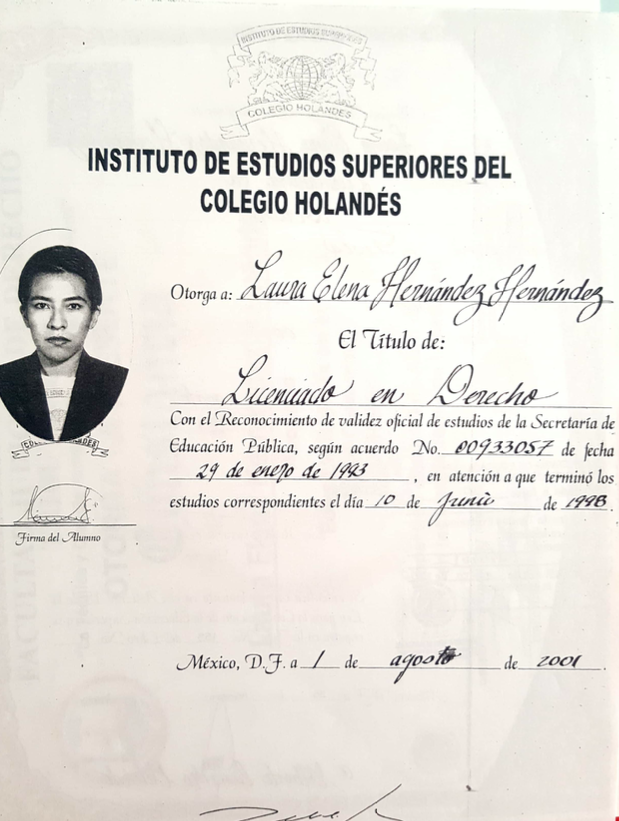 INSTITUTO DE ESTUDIOS SUPERIORES
COLEGIO HOLANDES
INSTITUTO DE ESTUDIOS SUPERIORES DEL
COLEGIO HOLANDÉS
Otorga a: Laura Elena Hernández Hernández
El Título de:
Licenciado en Derecho
Con el Reconocimiento de validez oficial de estudios de la Secretaría de
Educación Pública, según acuerdo No. 00933057 de fecha
29 de enero de 1993, en atención a que terminó los
estudios correspondientes el día 10 de Junio de 1998.
Firma del Alumno
México, D.F. a 1 de agosto de 2001.